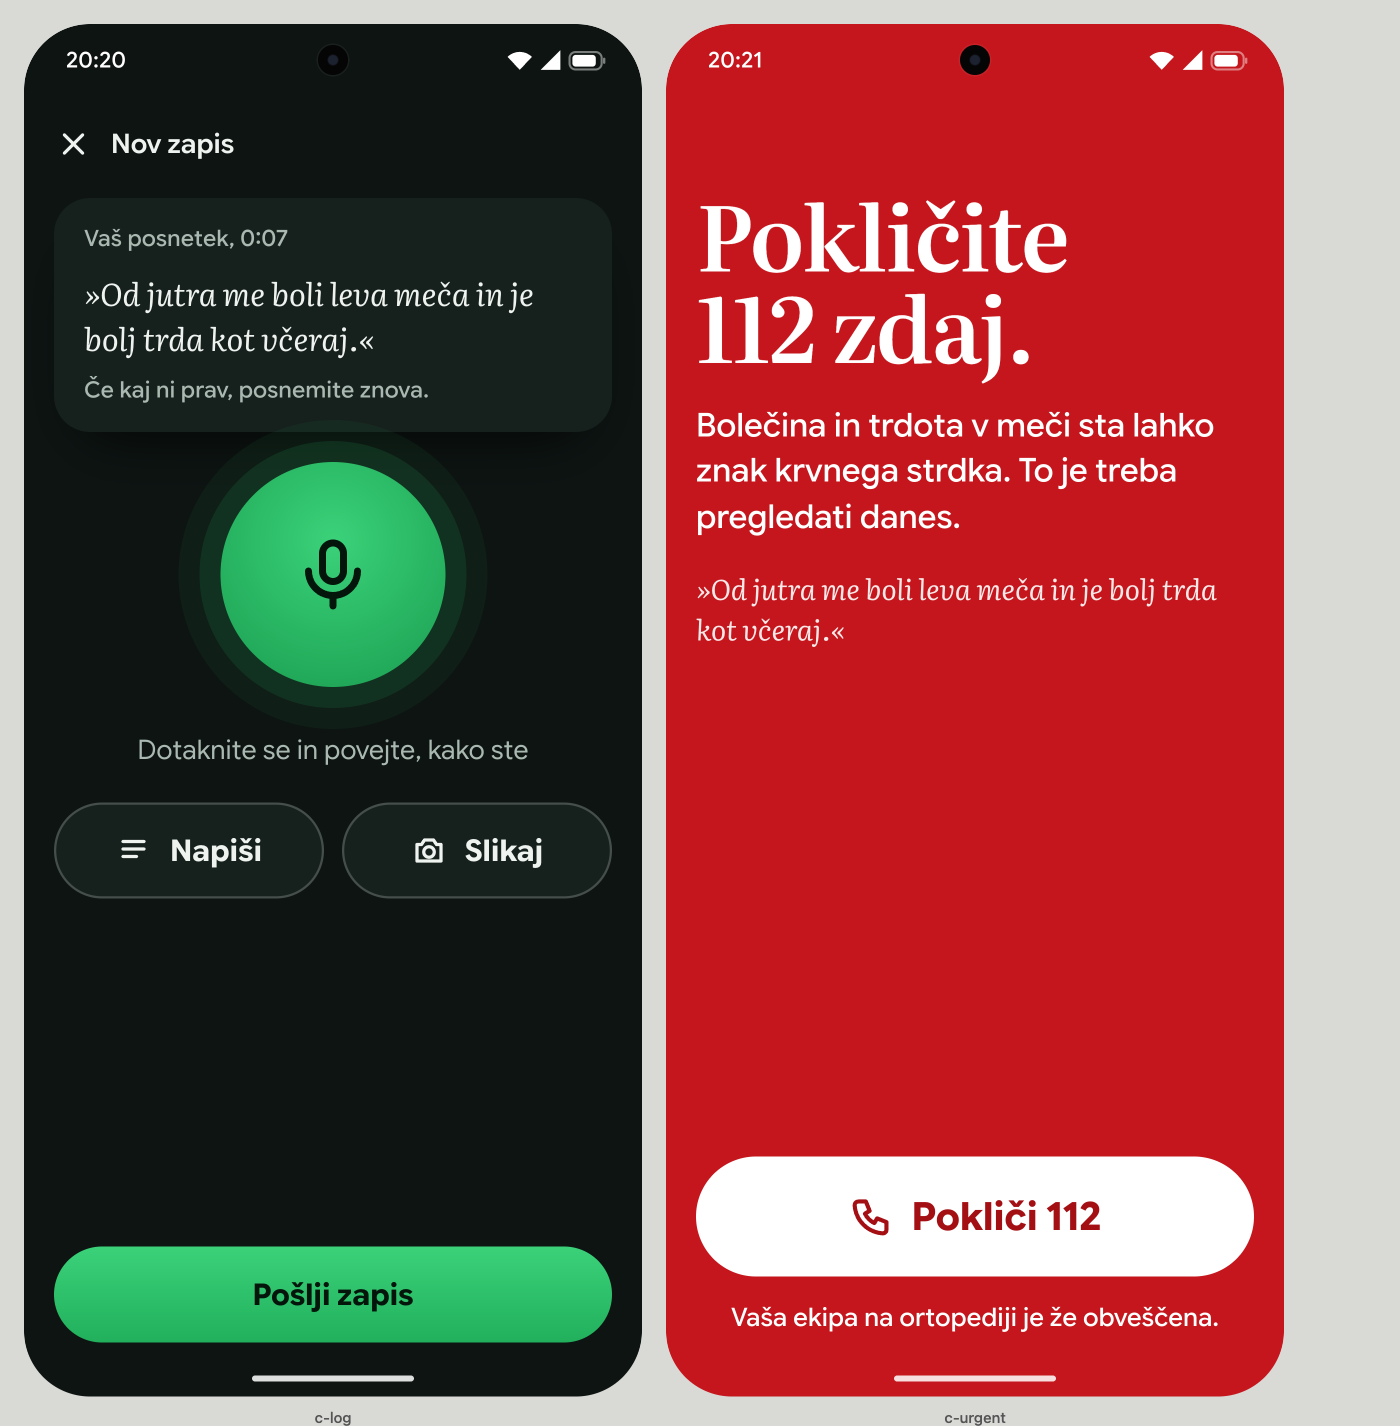 20:20
Nov zapis
Vaš posnetek, 0:07
»Od jutra me boli leva meča in je
bolj trda kot včeraj.«
Če kaj ni prav, posnemite znova.
Dotaknite se in povejte, kako ste
Napiši
Slikaj
Pošlji zapis
c-log
20:21
Pokličite
112 zdaj.
Bolečina in trdota v meči sta lahko
znak krvnega strdka. To je treba
pregledati danes.
»Od jutra me boli leva meča in je bolj trda
kot včeraj.«
Pokliči 112
Vaša ekipa na ortopediji je že obveščena.
c-urgent